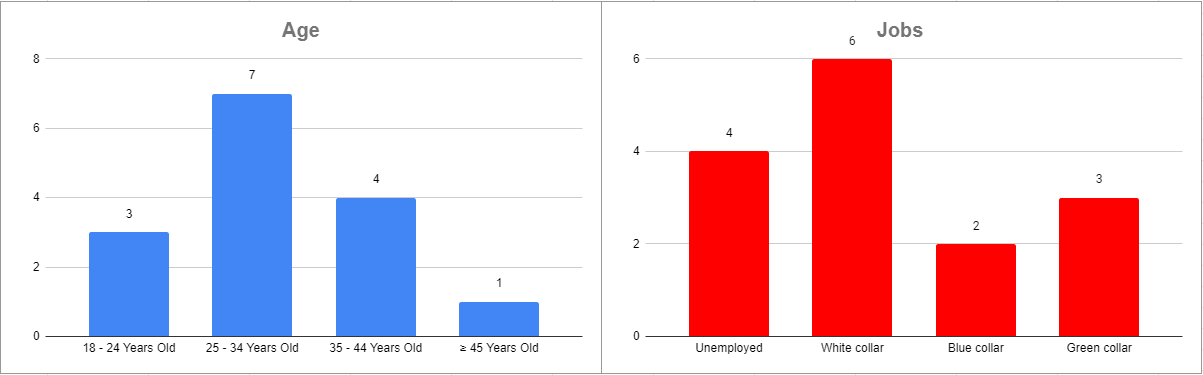 Age
8
6
4
2
0
3
7
4
1
18 - 24 Years Old
25 - 34 Years Old
35 - 44 Years Old
≥ 45 Years Old
Jobs
6
4
2
0
4
6
2
3
Unemployed
White collar
Blue collar
Green collar